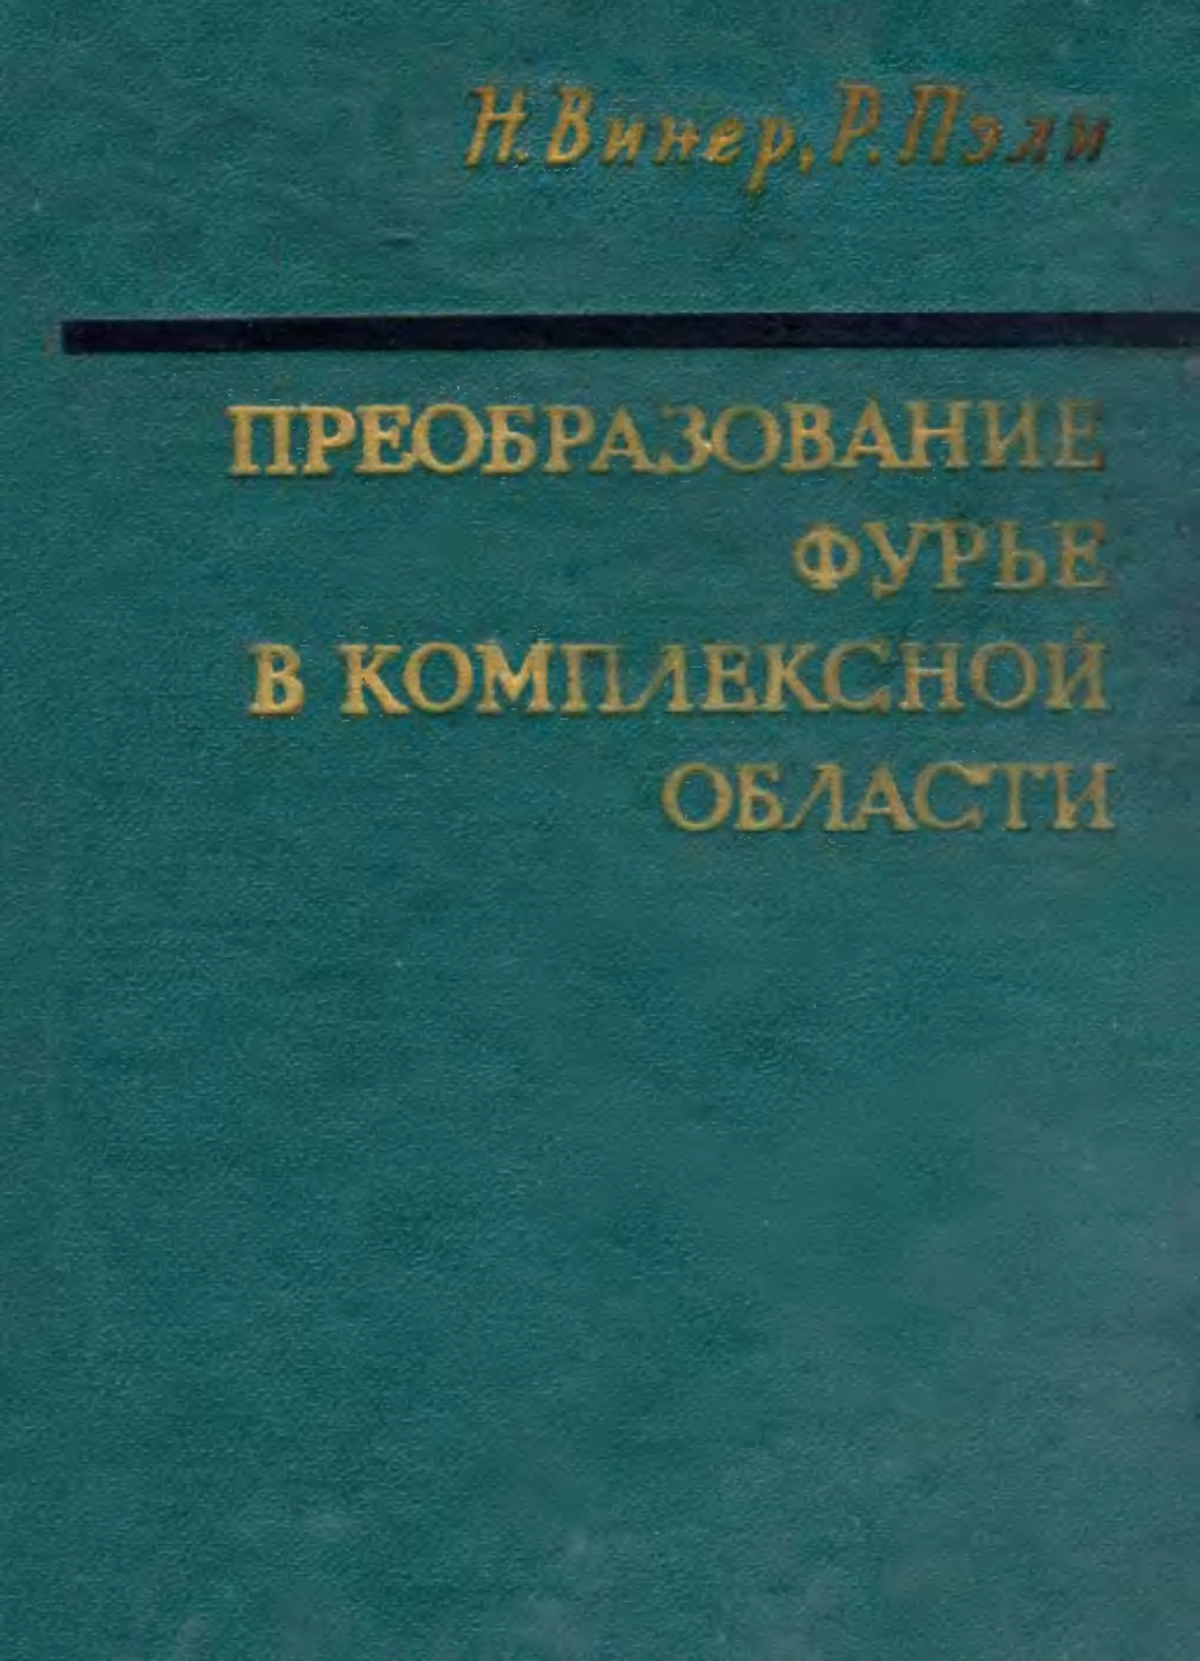 Н. Винер, Р. Пэли
ПРЕОБРАЗОВАНИЕ
ФУРЬЕ
В КОМПЛЕКСНОЙ
ОБЛАСТИ